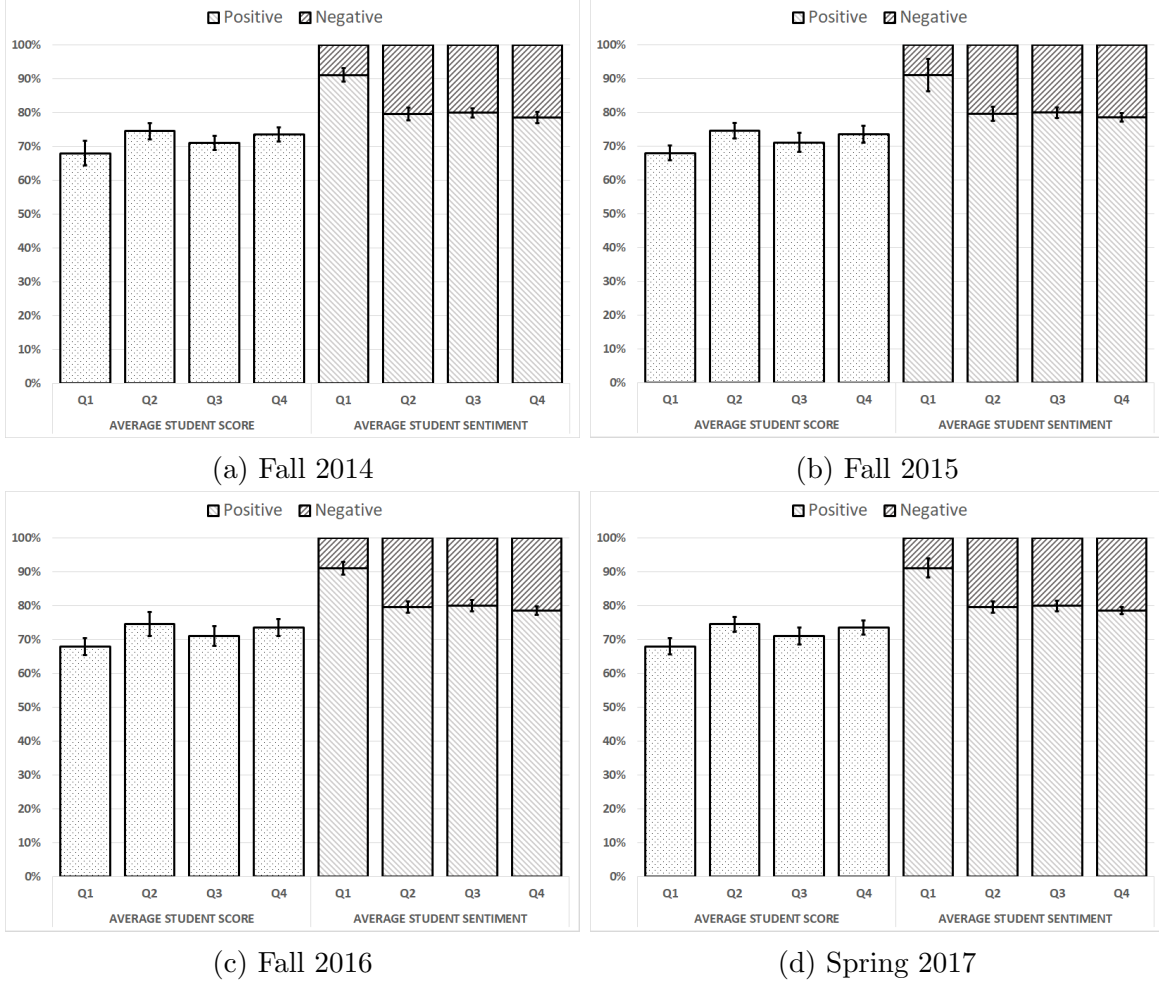 Positive Negative
100%
90%
80%
70%
60%
50%
40%
30%
20%
10%
0%
Q1 Q2 Q3 Q4 Q1 Q2 Q3 Q4
AVERAGE STUDENT SCORE AVERAGE STUDENT SENTIMENT
(a) Fall 2014
Positive Negative
100%
90%
80%
70%
60%
50%
40%
30%
20%
10%
0%
Q1 Q2 Q3 Q4 Q1 Q2 Q3 Q4
AVERAGE STUDENT SCORE AVERAGE STUDENT SENTIMENT
(b) Fall 2015
Positive Negative
100%
90%
80%
70%
60%
50%
40%
30%
20%
10%
0%
Q1 Q2 Q3 Q4 Q1 Q2 Q3 Q4
AVERAGE STUDENT SCORE AVERAGE STUDENT SENTIMENT
(c) Fall 2016
Positive Negative
100%
90%
80%
70%
60%
50%
40%
30%
20%
10%
0%
Q1 Q2 Q3 Q4 Q1 Q2 Q3 Q4
AVERAGE STUDENT SCORE AVERAGE STUDENT SENTIMENT
(d) Spring 2017